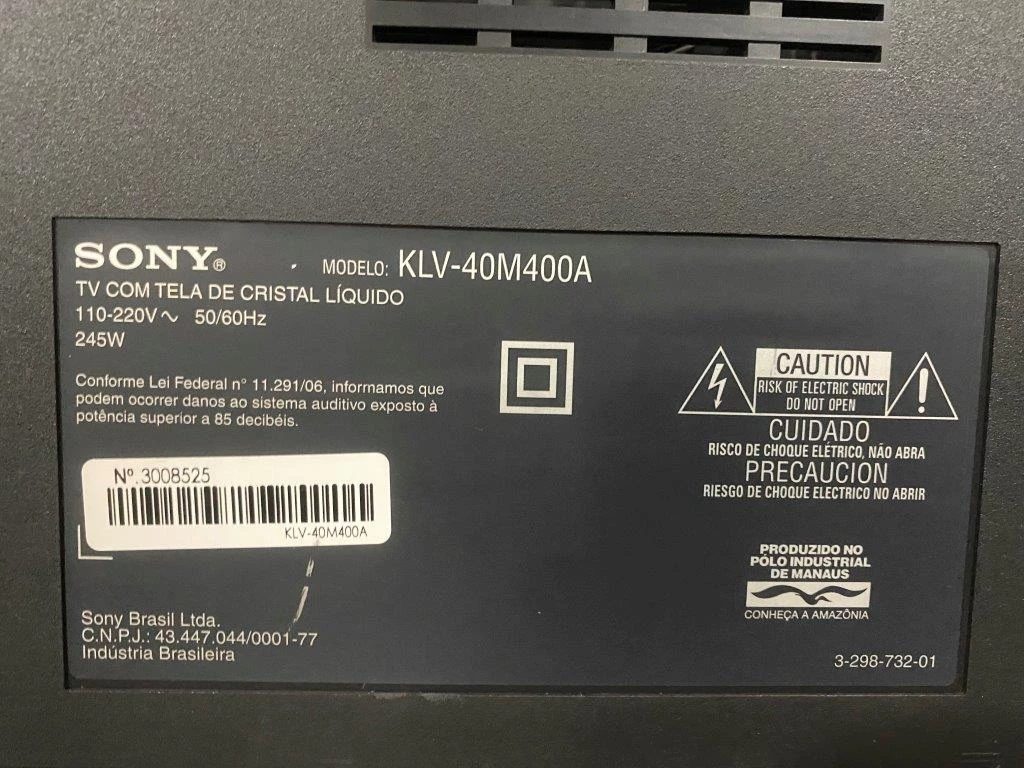 SONY® MODELO: KLV-40M400A
TV COM TELA DE CRISTAL LÍQUIDO
110-220V~ 50/60Hz
245W
Conforme Lei Federal n° 11.291/06, informamos que
podem ocorrer danos ao sistema auditivo exposto à
potência superior a 85 decibéis.
Nº.3008525
KLV-40M400A
Sony Brasil Ltda.
C.N.P.J.: 43.447.044/0001-77
Indústria Brasileira
CAUTION
RISK OF ELECTRIC SHOCK
DO NOT OPEN
CUIDADO
RISCO DE CHOQUE ELÉTRICO, NÃO ABRA
PRECAUCION
RIESGO DE CHOQUE ELECTRICO NO ABRIR
PRODUZIDO NO
PÓLO INDUSTRIAL
DE MANAUS
CONHEÇA A AMAZÔNIA
3-298-732-01